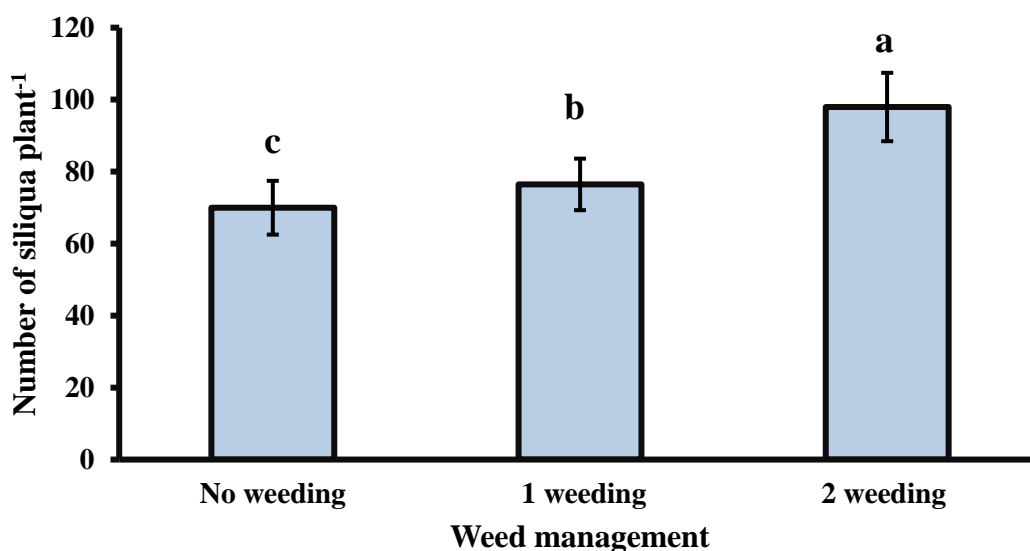 Number of siliqua plant-1
120
100
80
60
40
20
0
c
b
a
No weeding 1 weeding 2 weeding
Weed management